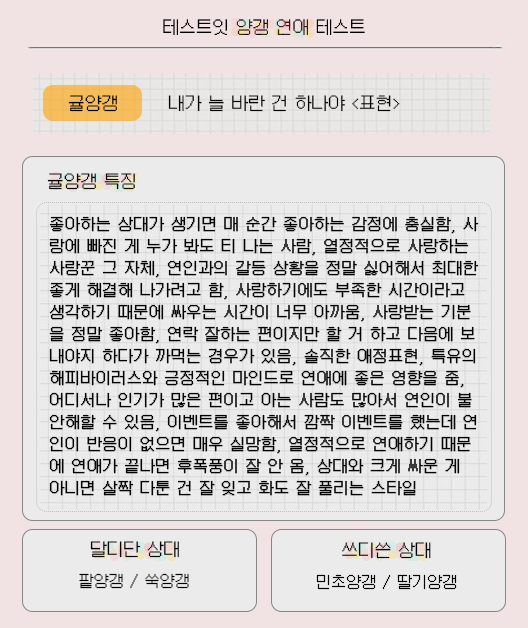 테스트잇 양갱 연애 테스트
귤양갱 내가 늘 바란 건 하나야 <표현>
귤양갱 특징
좋아하는 상대가 생기면 매 순간 좋아하는 감정에 충실함, 사
랑에 빠진 게 누가 봐도 티 나는 사람, 열정적으로 사랑하는
사랑꾼 그 자체, 연인과의 갈등 상황을 정말 싫어해서 최대한
좋게 해결해 나가려고 함, 사랑하기에도 부족한 시간이라고
생각하기 때문에 싸우는 시간이 너무 아까움, 사랑받는 기분
을 정말 좋아함, 연락 잘하는 편이지만 할 거 하고 다음에 보
내야지 하다가 까먹는 경우가 있음, 솔직한 애정표현, 특유의
해피바이러스와 긍정적인 마인드로 연애에 좋은 영향을 줌,
어디서나 인기가 많은 편이고 아는 사람도 많아서 연인이 불
안해할 수 있음, 이벤트를 좋아해서 깜짝 이벤트를 했는데 연
인이 반응이 없으면 매우 실망함, 열정적으로 연애하기 때문
에 연애가 끝나면 후폭풍이 잘 안 옴, 상대와 크게 싸운 게
아니면 살짝 다툰 건 잘 잊고 화도 잘 풀리는 스타일
달디단 상대
팥양갱 / 쑥양갱
쓰디쓴 상대
민초양갱 / 딸기양갱